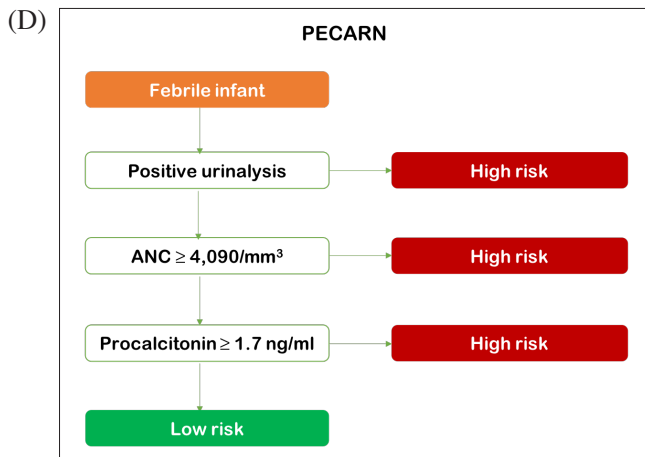 (D)
PECARN
Febrile infant
Positive urinalysis
High risk
ANC ≥ 4,090/mm³
High risk
Procalcitonin ≥ 1.7 ng/ml
High risk
Low risk